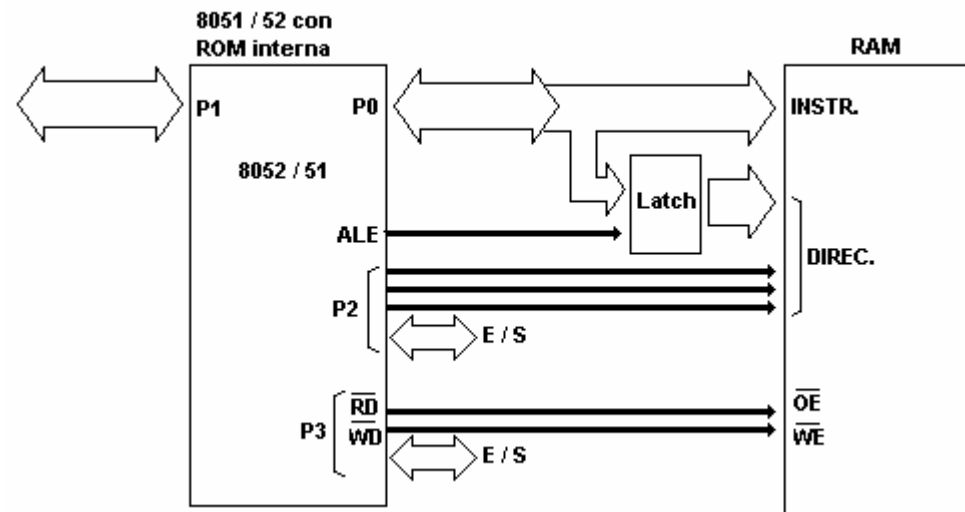 8051 / 52 con
ROM interna
RAM
P1
P0
INSTR.
8052 / 51
Latch
ALE
DIREC.
P2
E / S
P3
RD
OE
WD
WE
E / S